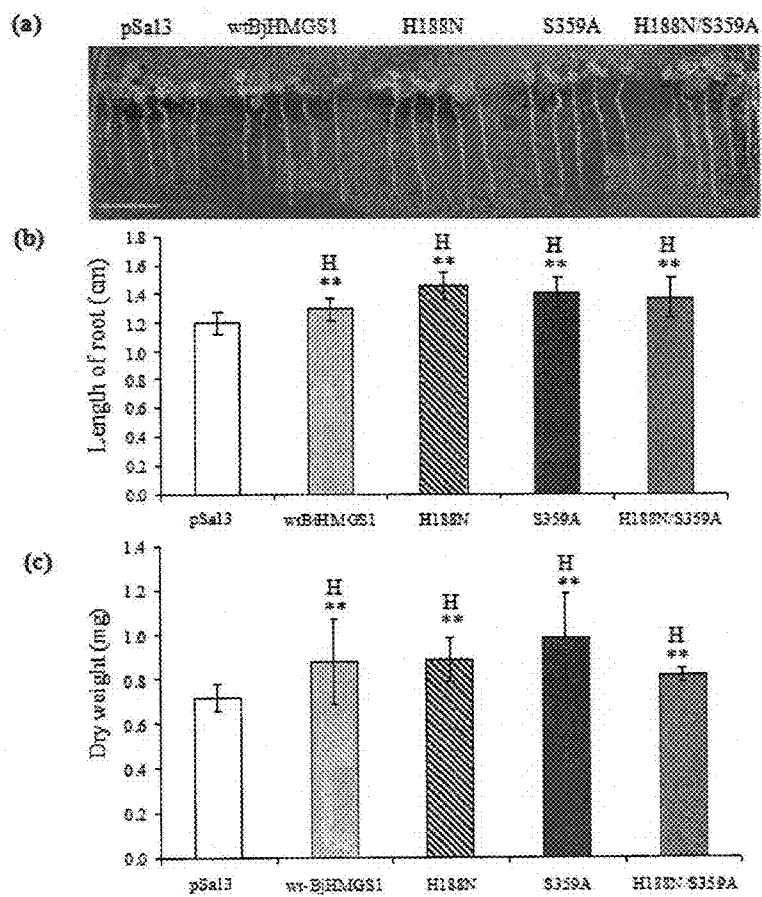 (a)
pSa13 wtBjHMGS1 H188N S359A H188N/S359A
(b)
Length of root (cm)
1.8
1.6
1.4
1.2
1.0
0.8
0.6
0.4
0.2
0.0
H
**
H
**
H
**
H
**
pSa13 wtBjHMGS1 H188N S359A H188N/S359A
(c)
Dry weight (mg)
1.4
1.2
1.0
0.8
0.6
0.4
0.2
0.0
H
**
H
**
H
**
H
**
pSa13 wt-BjHMGS1 H188N S359A H188N/S359A